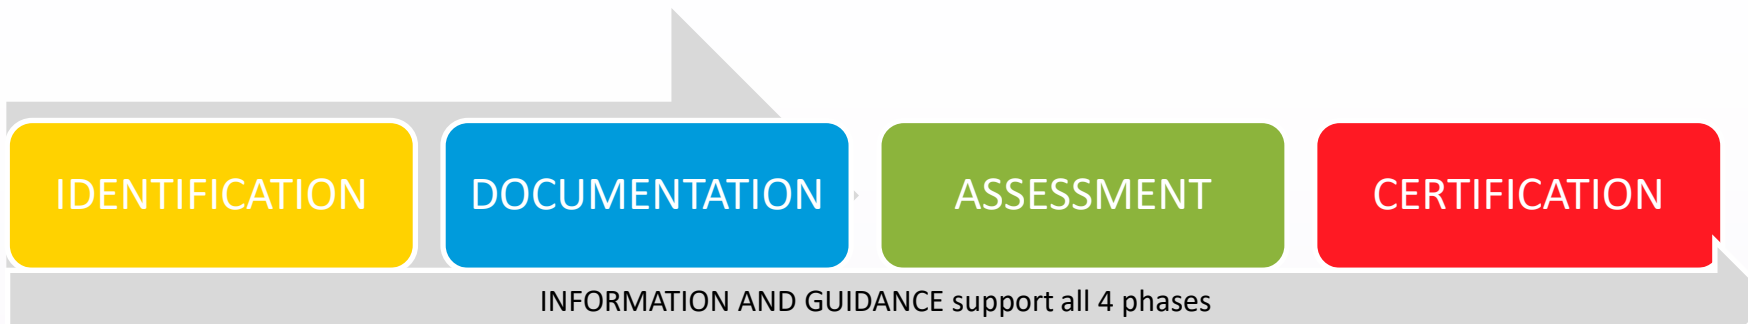 IDENTIFICATION
DOCUMENTATION
ASSESSMENT
CERTIFICATION
INFORMATION AND GUIDANCE support all 4 phases